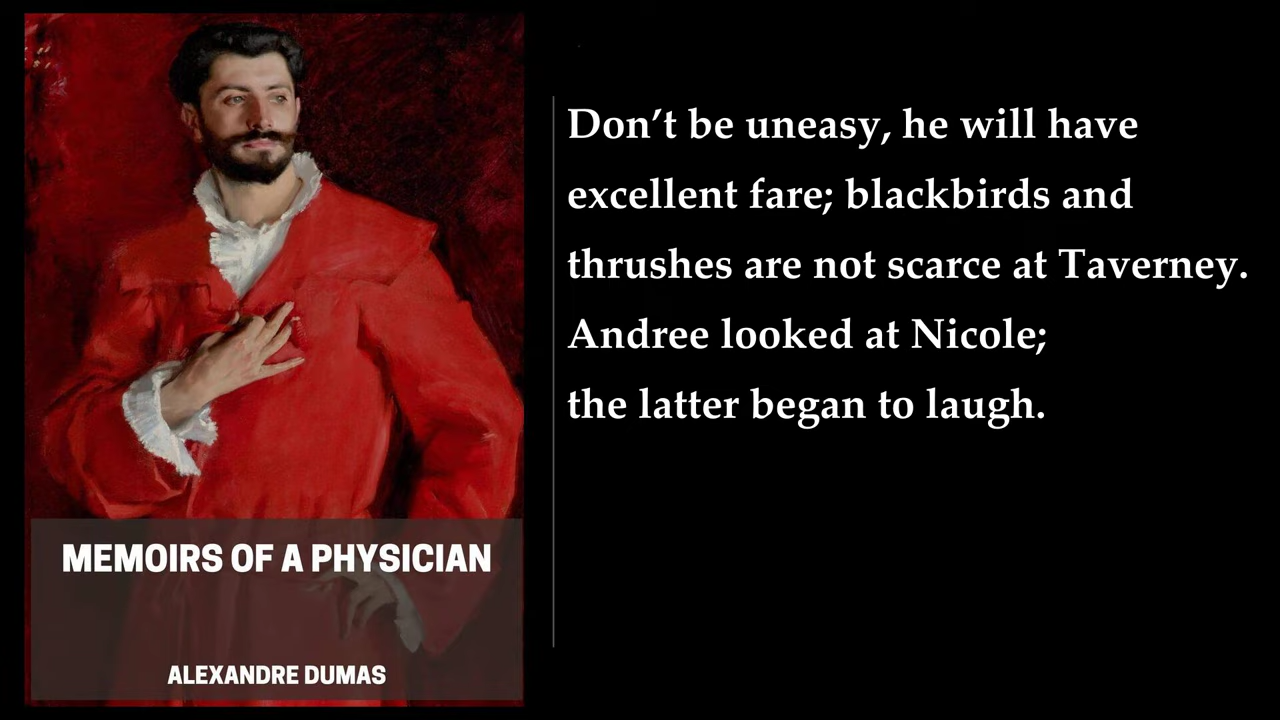 Don’t be uneasy, he will have
excellent fare; blackbirds and
thrushes are not scarce at Taverney.
Andree looked at Nicole;
the latter began to laugh.
MEMOIRS OF A PHYSICIAN
ALEXANDRE DUMAS